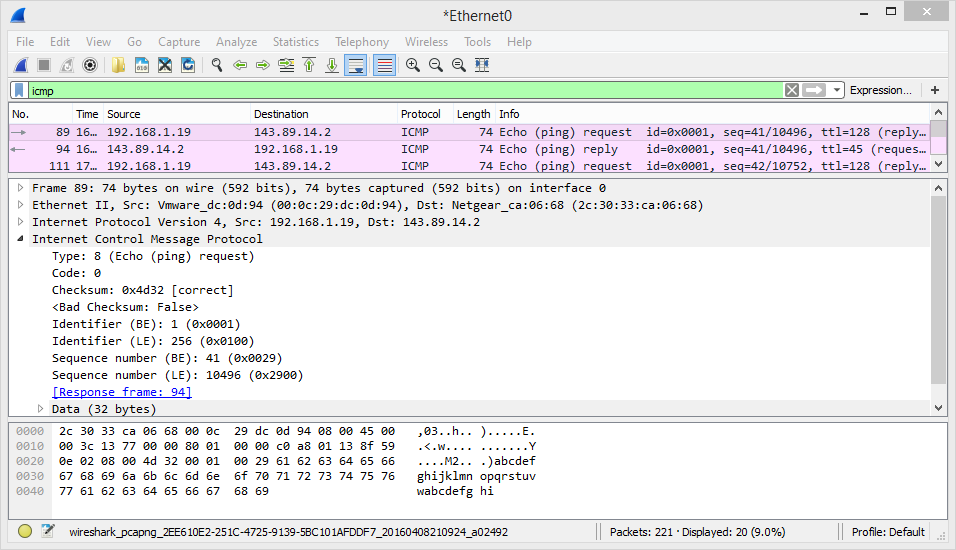 *Ethernet0
File Edit View Go Capture Analyze Statistics Telephony Wireless Tools Help
icmp Expression... +
No. Time Source Destination Protocol Length Info
89 16... 192.168.1.19 143.89.14.2 ICMP 74 Echo (ping) request id=0x0001, seq=41/10496, ttl=128 (reply...
94 16... 143.89.14.2 192.168.1.19 ICMP 74 Echo (ping) reply id=0x0001, seq=41/10496, ttl=45 (reques...
111 17... 192.168.1.19 143.89.14.2 ICMP 74 Echo (ping) request id=0x0001, seq=42/10752, ttl=128 (reply...
Frame 89: 74 bytes on wire (592 bits), 74 bytes captured (592 bits) on interface 0
Ethernet II, Src: Vmware_dc:0d:94 (00:0c:29:dc:0d:94), Dst: Netgear_ca:06:68 (2c:30:33:ca:06:68)
Internet Protocol Version 4, Src: 192.168.1.19, Dst: 143.89.14.2
Internet Control Message Protocol
Type: 8 (Echo (ping) request)
Code: 0
Checksum: 0x4d32 [correct]
<Bad Checksum: False>
Identifier (BE): 1 (0x0001)
Identifier (LE): 256 (0x0100)
Sequence number (BE): 41 (0x0029)
Sequence number (LE): 10496 (0x2900)
[Response frame: 94]
Data (32 bytes)
0000 2c 30 33 ca 06 68 00 0c 29 dc 0d 94 08 00 45 00 ,03..h.. ).....E.
0010 00 3c 13 77 00 00 80 01 00 00 c0 a8 01 13 8f 59 .<.w.... .......Y
0020 0e 02 08 00 4d 32 00 01 00 29 61 62 63 64 65 66 ....M2.. .)abcdef
0030 67 68 69 6a 6b 6c 6d 6e 6f 70 71 72 73 74 75 76 ghijklmn opqrstuv
0040 77 61 62 63 64 65 66 67 68 69 wabcdefg hi
wireshark_pcapng_2EE610E2-251C-4725-9139-5BC101AFDDF7_20160408210924_a02492 Packets: 221 · Displayed: 20 (9.0%) Profile: Default